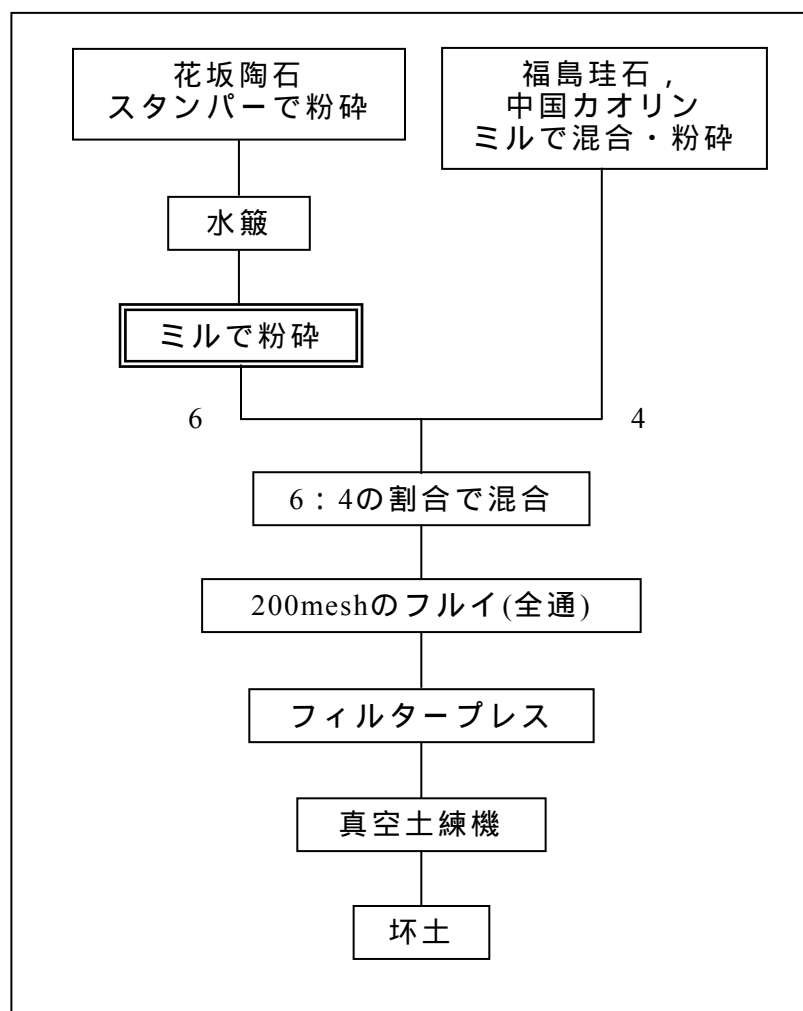 花坂陶石
スタンパーで粉砕
福島珪石，
中国カオリン
ミルで混合・粉砕
水簸
ミルで粉砕
6
4
6：4の割合で混合
200meshのフルイ(全通)
フィルタープレス
真空土練機
坏土